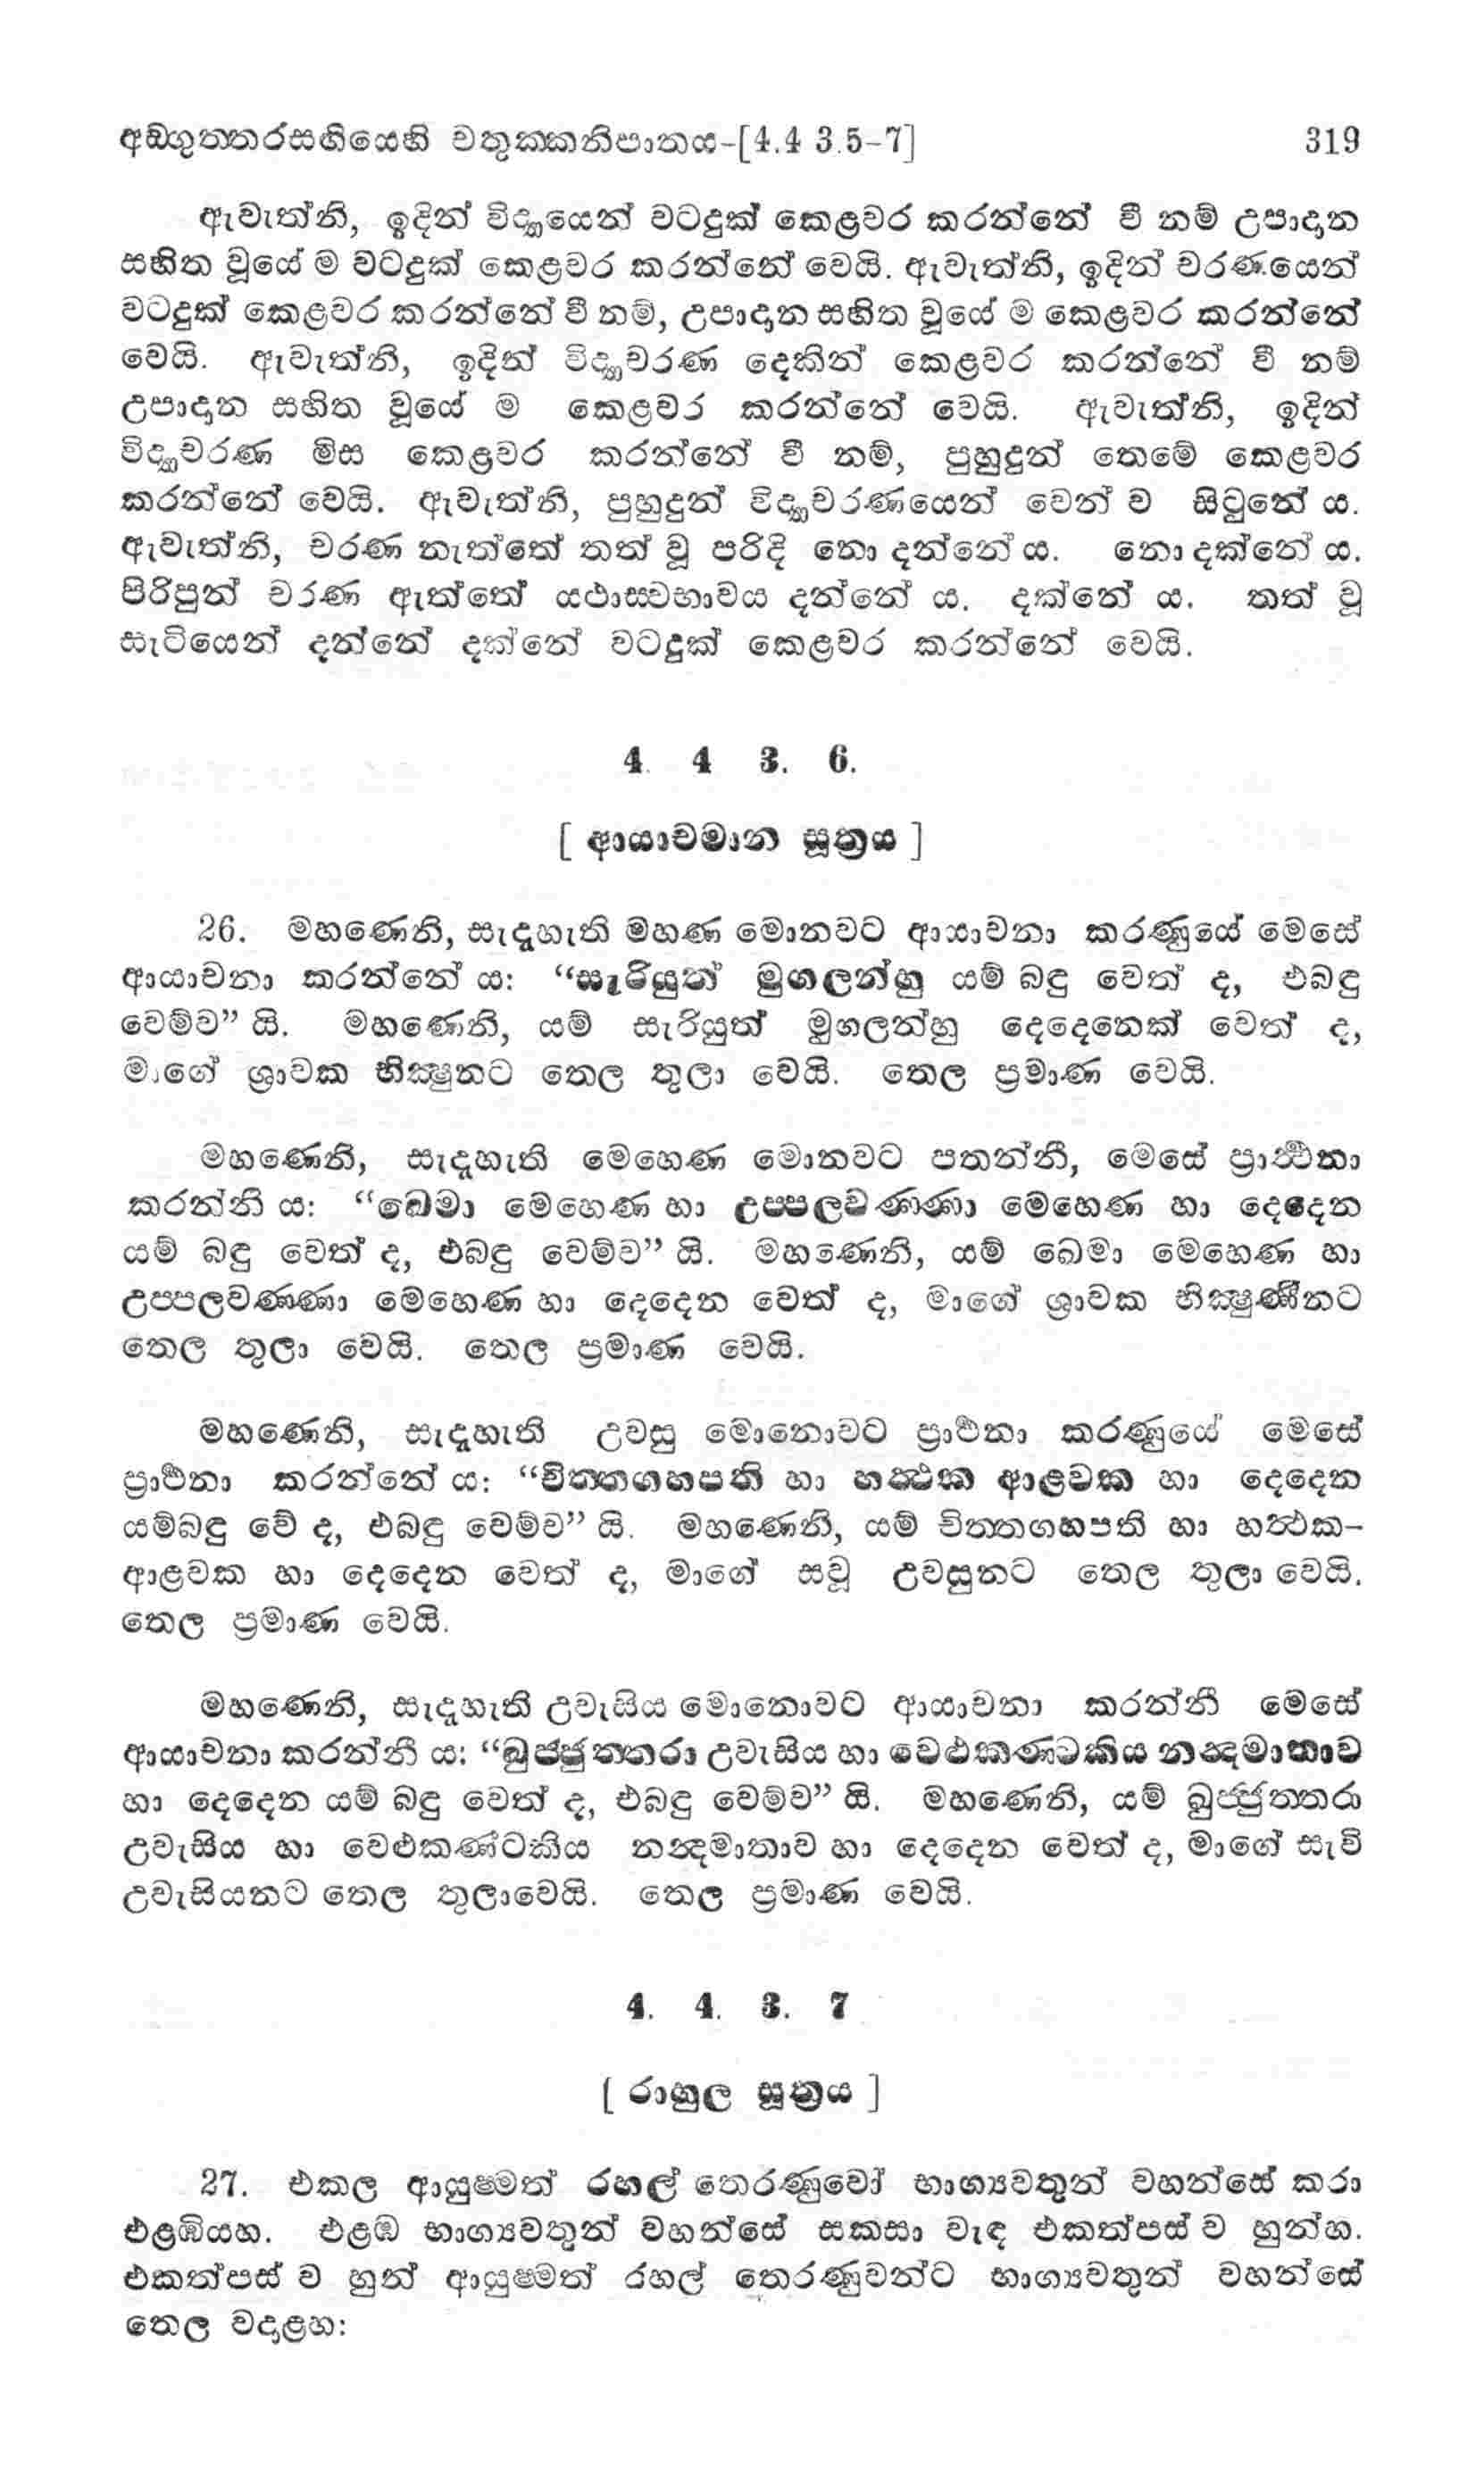 අඞ්ගුත්තරසඟියෙහි චතුක්කනිපාතය-[4.4 3.5-7] 319
ඇවැත්නි, ඉදින් විද්‍යායෙන් වටදුක් කෙළවර කරන්නේ වී නම් උපාදාන
සහිත වූයේ ම වටදුක් කෙළවර කරන්නේ වෙයි. ඇවැත්නි, ඉදින් චරණයෙන්
වටදුක් කෙළවර කරන්නේ වී නම්, උපාදාන සහිත වූයේ ම කෙළවර කරන්නේ
වෙයි. ඇවැත්නි, ඉදින් විද්‍යාචරණ දෙකින් කෙළවර කරන්නේ වී නම්
උපාදාන සහිත වූයේ ම කෙළවර කරන්නේ වෙයි. ඇවැත්නි, ඉදින්
විද්‍යාචරණ මිස කෙළවර කරන්නේ වී නම්, පුහුදුන් තෙමේ කෙළවර
කරන්නේ වෙයි. ඇවැත්නි, පුහුදුන් විද්‍යාචරණයෙන් වෙන් ව සිටුනේ ය.
ඇවැත්නි, චරණ නැත්තේ තත් වූ පරිදි නො දන්නේ ය. නො දක්නේ ය.
පිරිපුන් චරණ ඇත්තේ යථාස්වභාවය දන්නේ ය. දක්නේ ය. තත් වූ
සැටියෙන් දන්නේ දක්නේ වටදුක් කෙළවර කරන්නේ වෙයි.
4. 4 3. 6.
[ ආයාචමාන සූත්‍රය ]
26. මහණෙනි, සැදැහැති මහණ මොනවට ආයාචනා කරණුයේ මෙසේ
ආයාචනා කරන්නේ ය: “සැරියුත් මුගලන්හු යම් බඳු වෙත් ද, එබඳු
වෙම්ව” යි. මහණෙනි, යම් සැරියුත් මුගලන්හු දෙදෙනෙක් වෙත් ද,
මාගේ ශ්‍රාවක භික්‍ෂුනට තෙල තුලා වෙයි. තෙල ප්‍රමාණ වෙයි.
මහණෙනි, සැදැහැති මෙහෙණ මොනවට පතන්නී, මෙසේ ප්‍රාර්‍ත්‍ථනා
කරන්නී ය: “ඛෙමා මෙහෙණ හා උප්පලවණ්ණා මෙහෙණ හා දෙදෙන
යම් බඳු වෙත් ද, එබඳු වෙම්ව” යි. මහණෙනි, යම් ඛෙමා මෙහෙණ හා
උප්පලවණ්ණා මෙහෙණ හා දෙදෙන වෙත් ද, මාගේ ශ්‍රාවක භික්‍ෂුණීනට
තෙල තුලා වෙයි. තෙල ප්‍රමාණ වෙයි.
මහණෙනි, සැදැහැති උවසු මොනොවට ප්‍රාර්‍ථනා කරණුයේ මෙසේ
ප්‍රාර්‍ථනා කරන්නේ ය: “චිත්තගහපති හා හත්‍ථක ආළවක හා දෙදෙන
යම්බඳු වේ ද, එබඳු වෙම්ව” යි. මහණෙනි, යම් චිත්තගහපති හා හත්‍ථක-
ආළවක හා දෙදෙන වෙත් ද, මාගේ සවූ උවසුනට තෙල තුලා වෙයි.
තෙල ප්‍රමාණ වෙයි.
මහණෙනි, සැදැහැති උවැසිය මොනොවට ආයාචනා කරන්නී මෙසේ
ආයාචනා කරන්නී ය: “ඛුජ්ජුත්තරා උවැසිය හා වෙළුකණ්ටකිය නන්‍දමාතාව
හා දෙදෙන යම් බඳු වෙත් ද, එබඳු වෙම්ව” යි. මහණෙනි, යම් ඛුජ්ජුත්තරා
උවැසිය හා වෙළුකණ්ටකිය නන්‍දමාතාව හා දෙදෙන වෙත් ද, මාගේ සැවි
උවැසියනට තෙල තුලාවෙයි. තෙල ප්‍රමාණ වෙයි.
4. 4. 3. 7
[ රාහුල සූත්‍රය ]
27. එකල ආයුෂ්මත් රහල් තෙරණුවෝ භාග්‍යවතුන් වහන්සේ කරා
එළඹියහ. එළඹ භාග්‍යවතුන් වහන්සේ සකසා වැඳ එකත්පස් ව හුන්හ.
එකත්පස් ව හුන් ආයුෂ්මත් රහල් තෙරණුවන්ට භාග්‍යවතුන් වහන්සේ
තෙල වදාළහ: